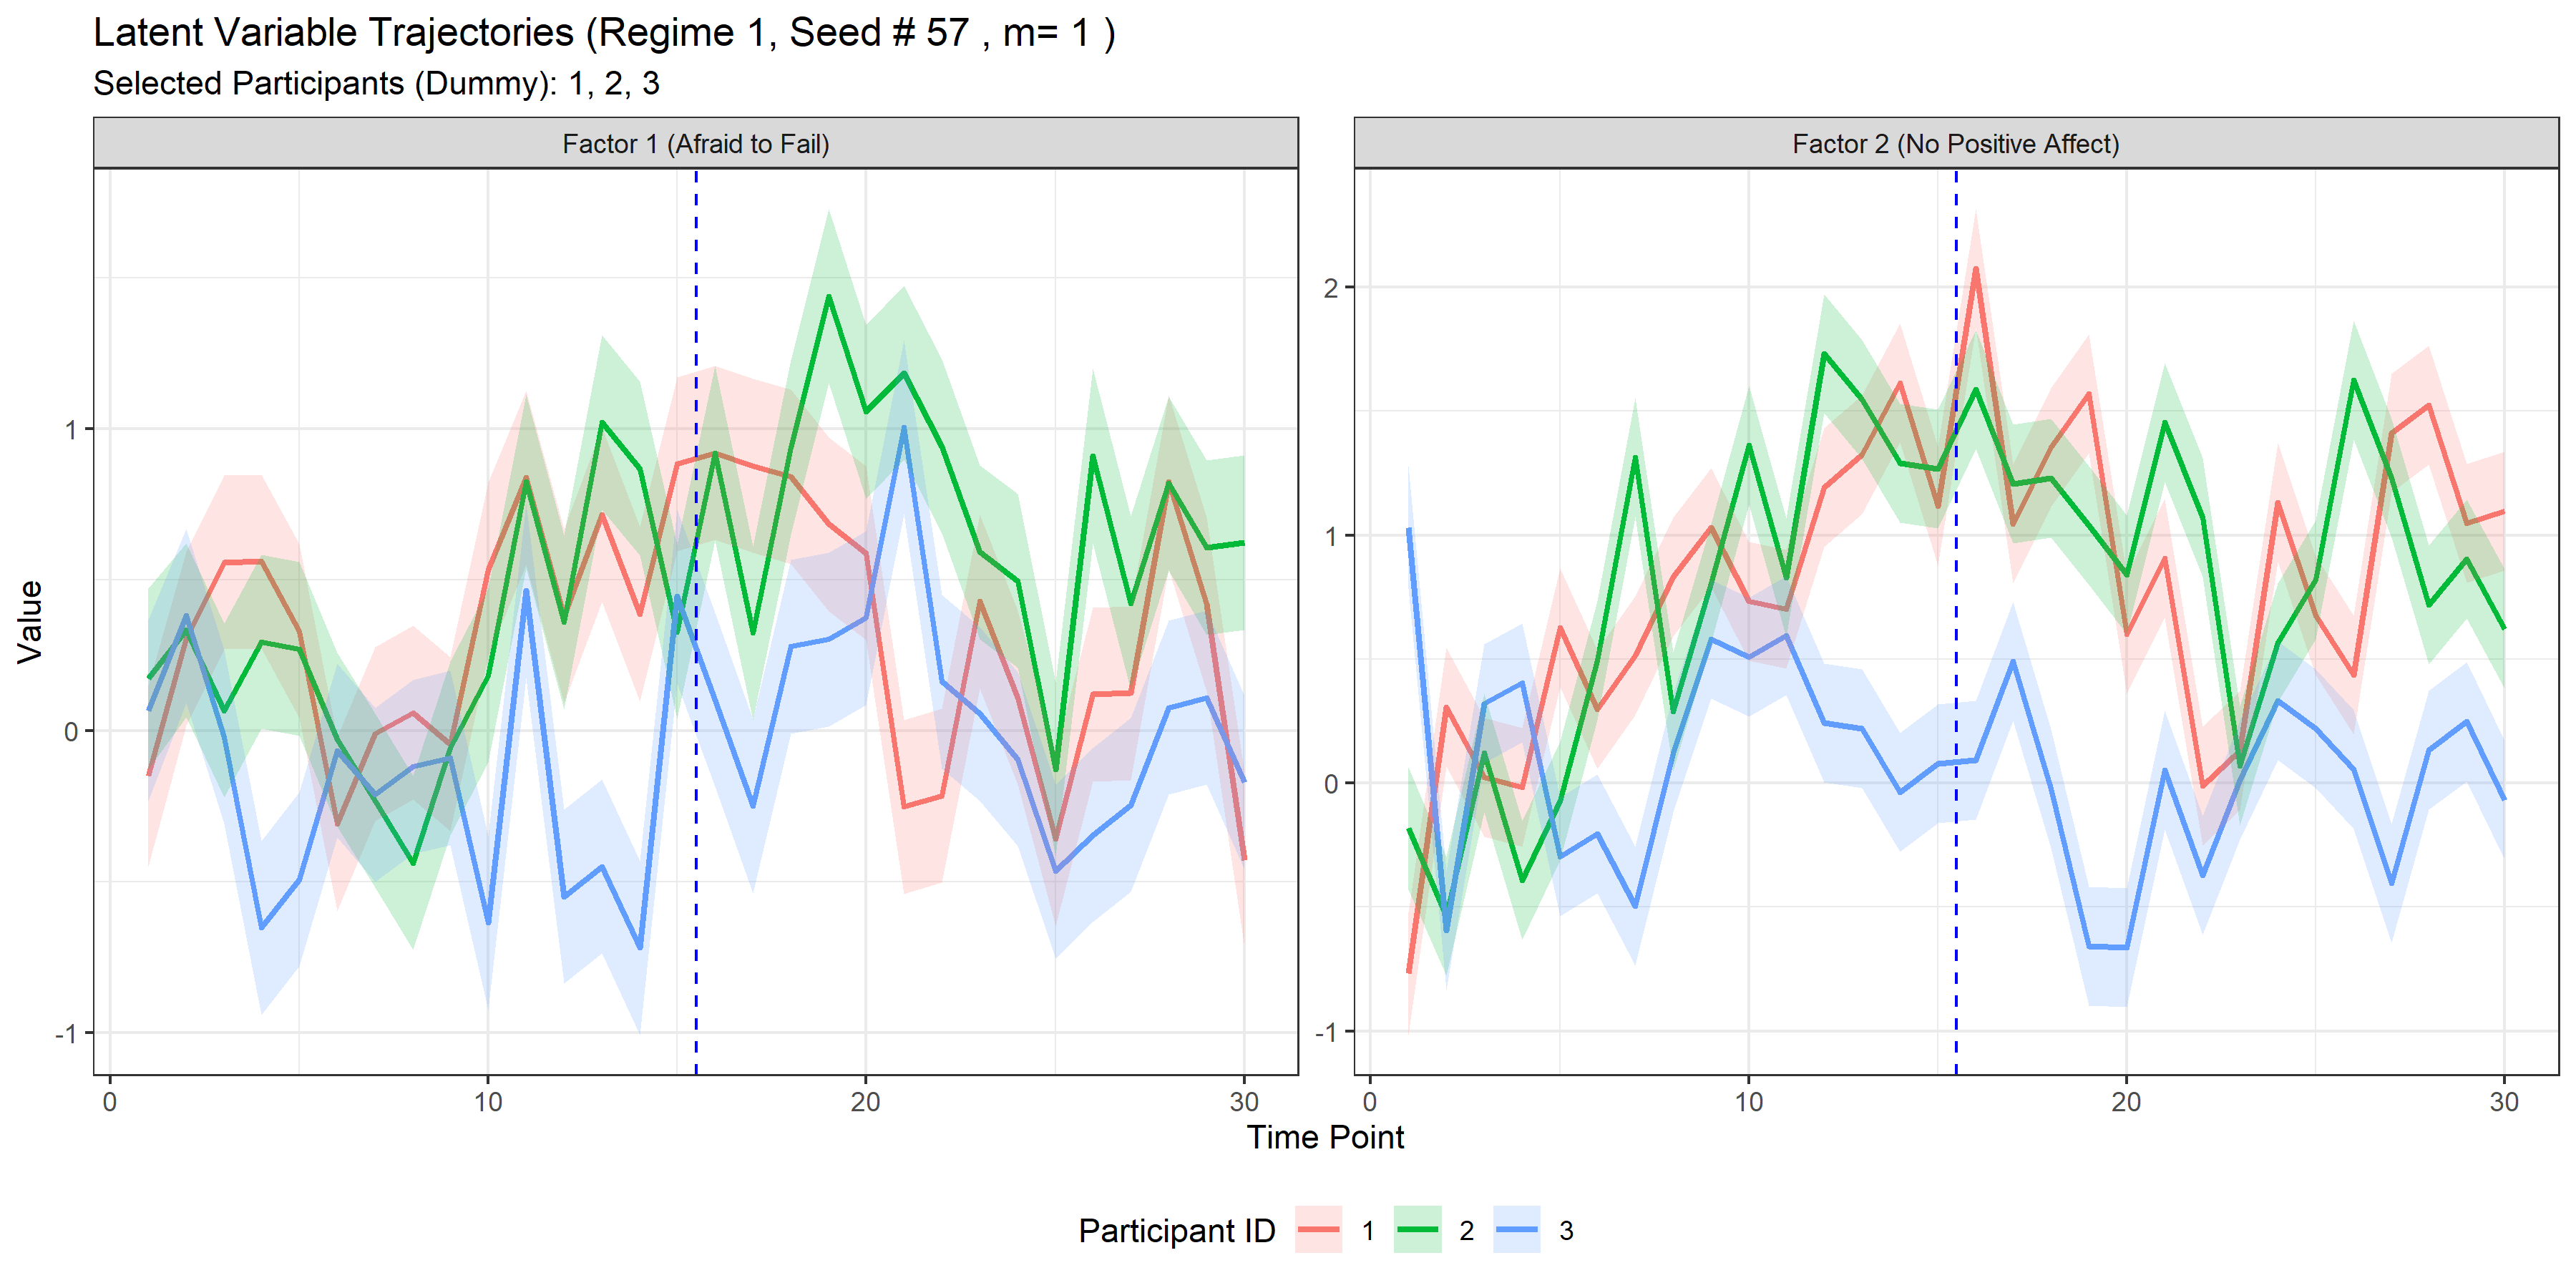 Latent Variable Trajectories (Regime 1, Seed # 57 , m= 1 )
Selected Participants (Dummy): 1, 2, 3
Factor 1 (Afraid to Fail)
Factor 2 (No Positive Affect)
Value
1
0
-1
2
1
0
-1
0 10 20 30
0 10 20 30
Time Point
Participant ID 1 2 3